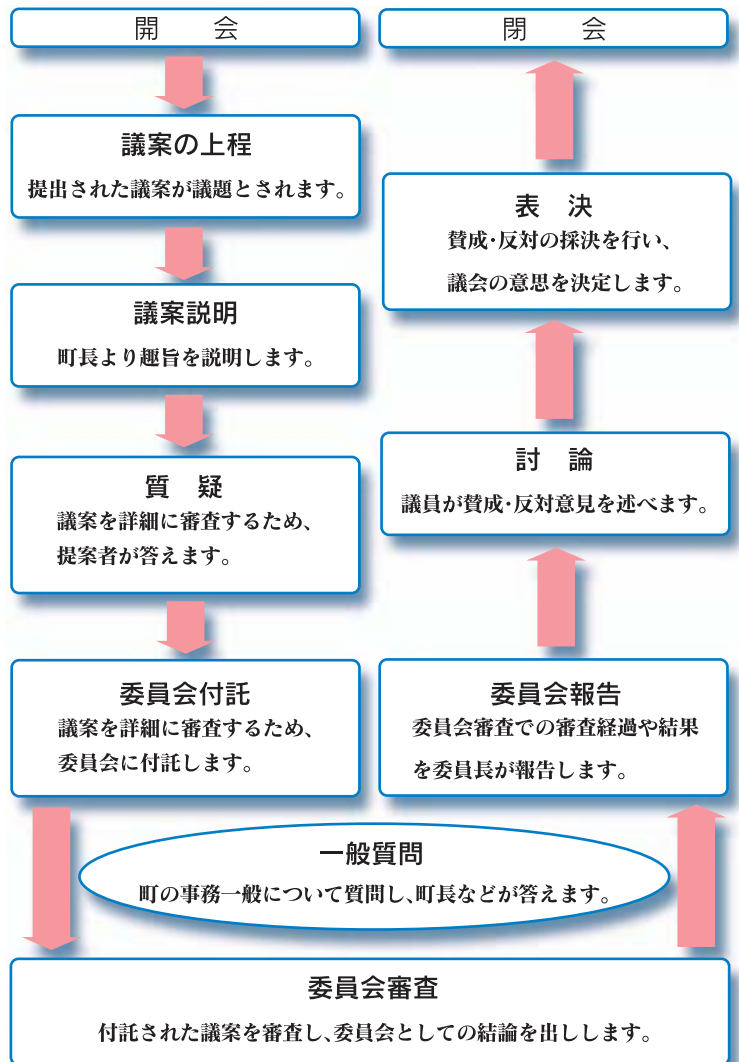 開　会
議案の上程
提出された議案が議題とされます。
議案説明
町長より趣旨を説明します。
質　疑
議案を詳細に審査するため、
提案者が答えます。
委員会付託
議案を詳細に審査するため、
委員会に付託します。
一般質問
町の事務一般について質問し、町長などが答えます。
委員会審査
付託された議案を審査し、委員会としての結論を出しします。
委員会報告
委員会審査での審査経過や結果
を委員長が報告します。
討　論
議員が賛成・反対意見を述べます。
表　決
賛成・反対の採決を行い、
議会の意思を決定します。
閉　会